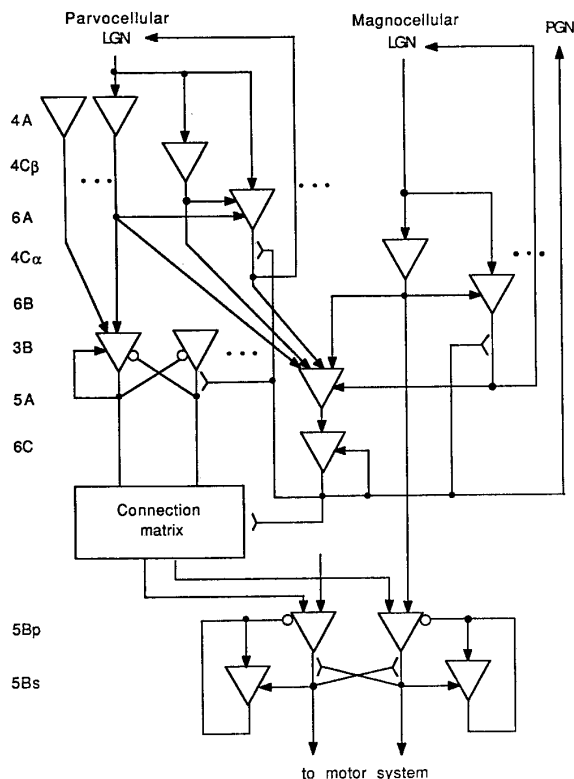 Parvocellular
LGN
Magnocellular
LGN
PGN
4A
4Cβ
6A
4Cα
6B
3B
5A
6C
Connection
matrix
5Bp
5Bs
to motor system